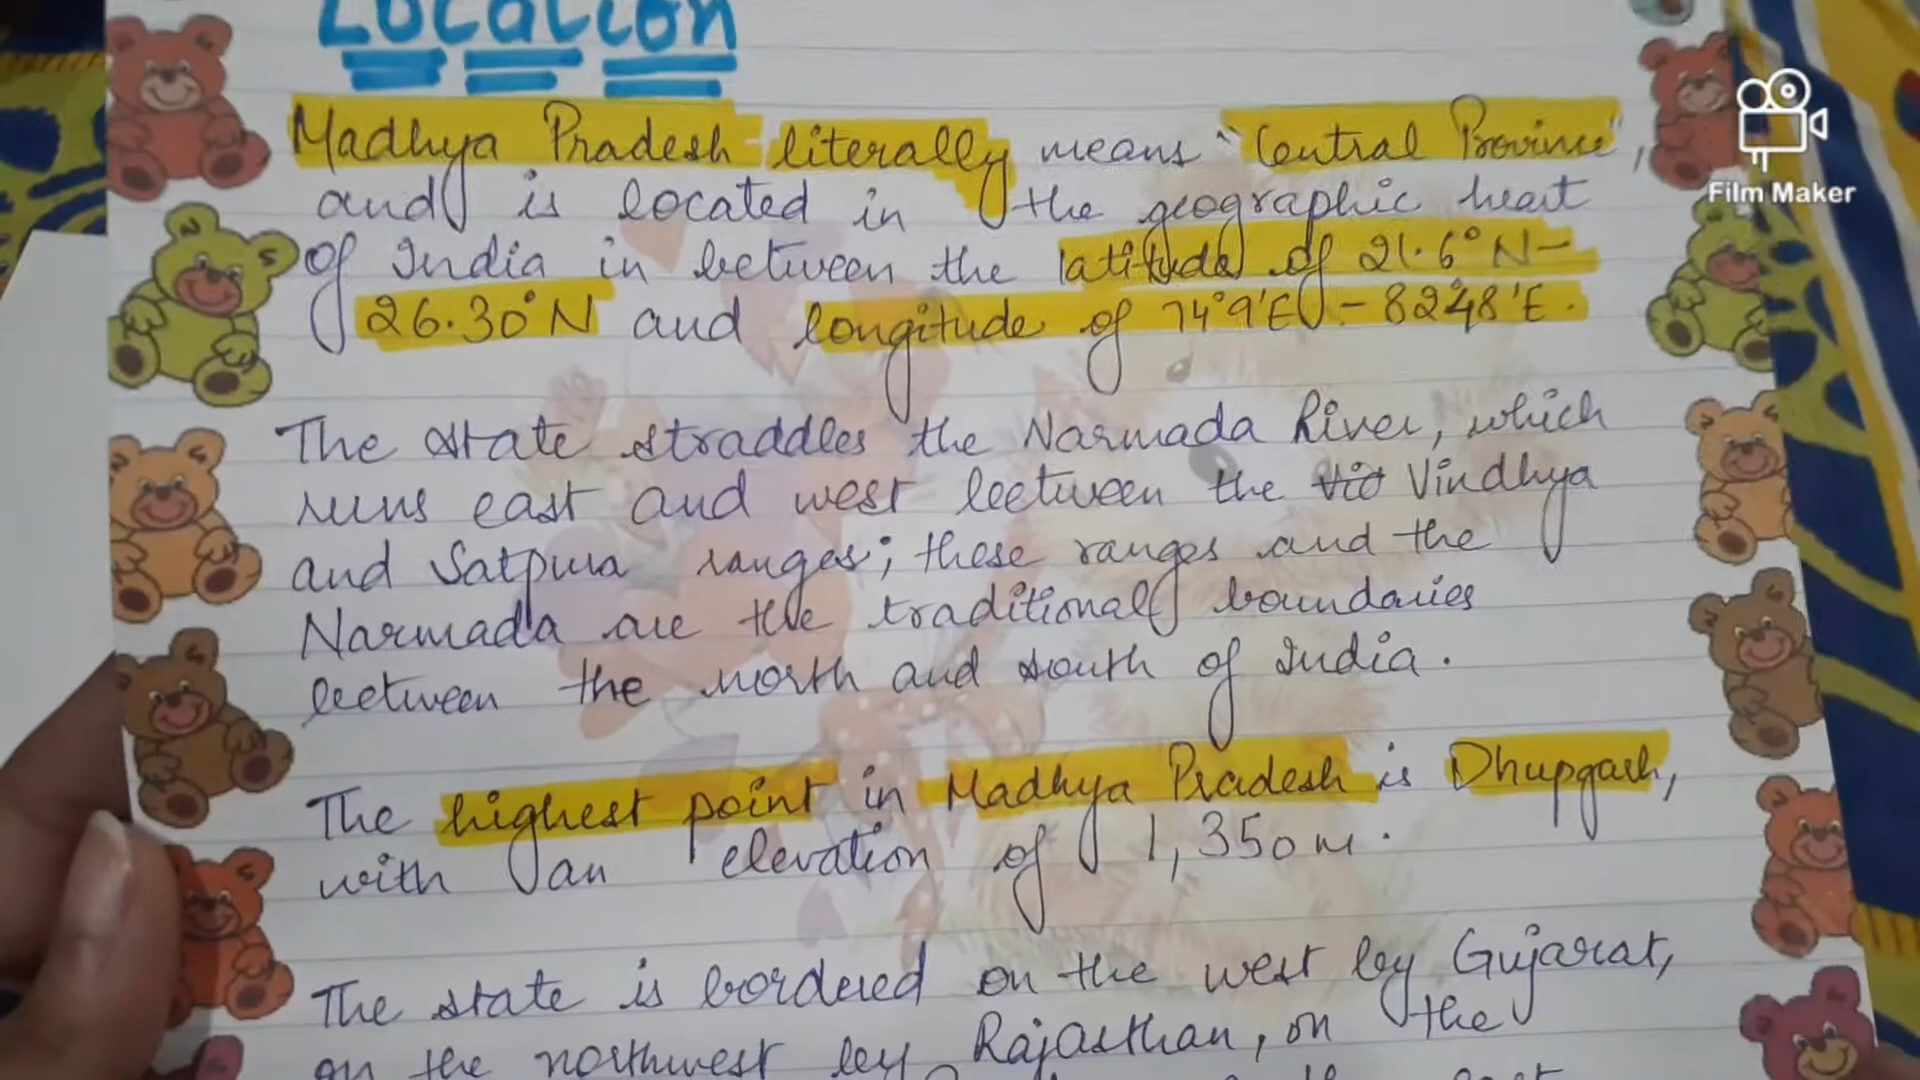 Location
Madhya Pradesh literally means "Central Province",
and is located in the geographic heart
of India in between the latitude of 21.6°N-
26.30°N and longitude of 74°9'E - 82°48'E.
The state straddles the Narmada River, which
runs east and west between the Vindhya
and Satpura ranges; these ranges and the
Narmada are the traditional boundaries
between the north and south of India.
The highest point in Madhya Pradesh is Dhupgarh,
with an elevation of 1,350m.
The state is bordered on the west by Gujarat,
on the northwest by Rajasthan, on the
Film Maker